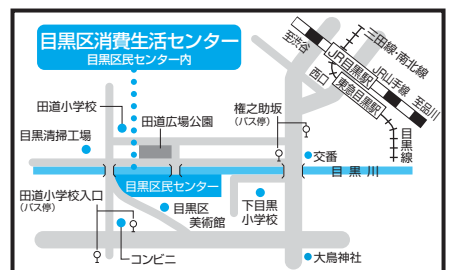 目黒区消費生活センター
目黒区民センター内
至渋谷
三田線・南北線
JR目黒駅
JR山手線
至品川
西口
東急目黒駅
目黒線
田道小学校
田道広場公園
権之助坂
(バス停)
目黒清掃工場
交番
目黒川
目黒区民センター
田道小学校入口
(バス停)
目黒区
美術館
下目黒
小学校
コンビニ
大鳥神社